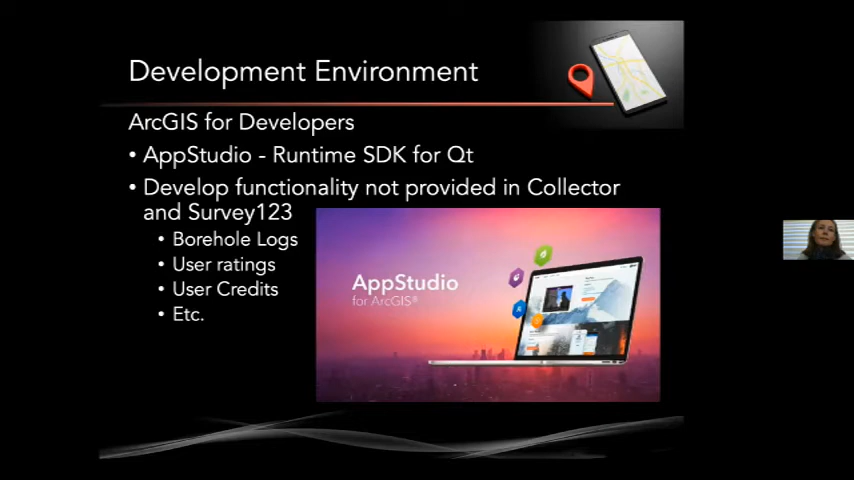 Development Environment
ArcGIS for Developers
• AppStudio - Runtime SDK for Qt
• Develop functionality not provided in Collector
and Survey123
• Borehole Logs
• User ratings
• User Credits
• Etc.
AppStudio
for ArcGIS®